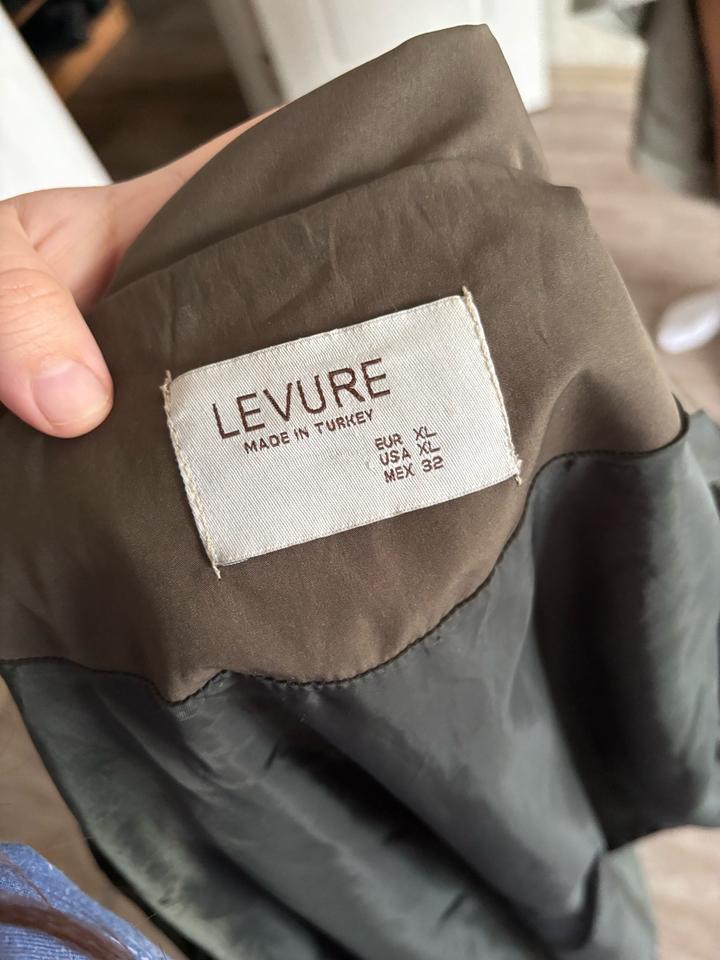 LEVURE
MADE IN TURKEY
EUR XL
USA XL
MEX 32